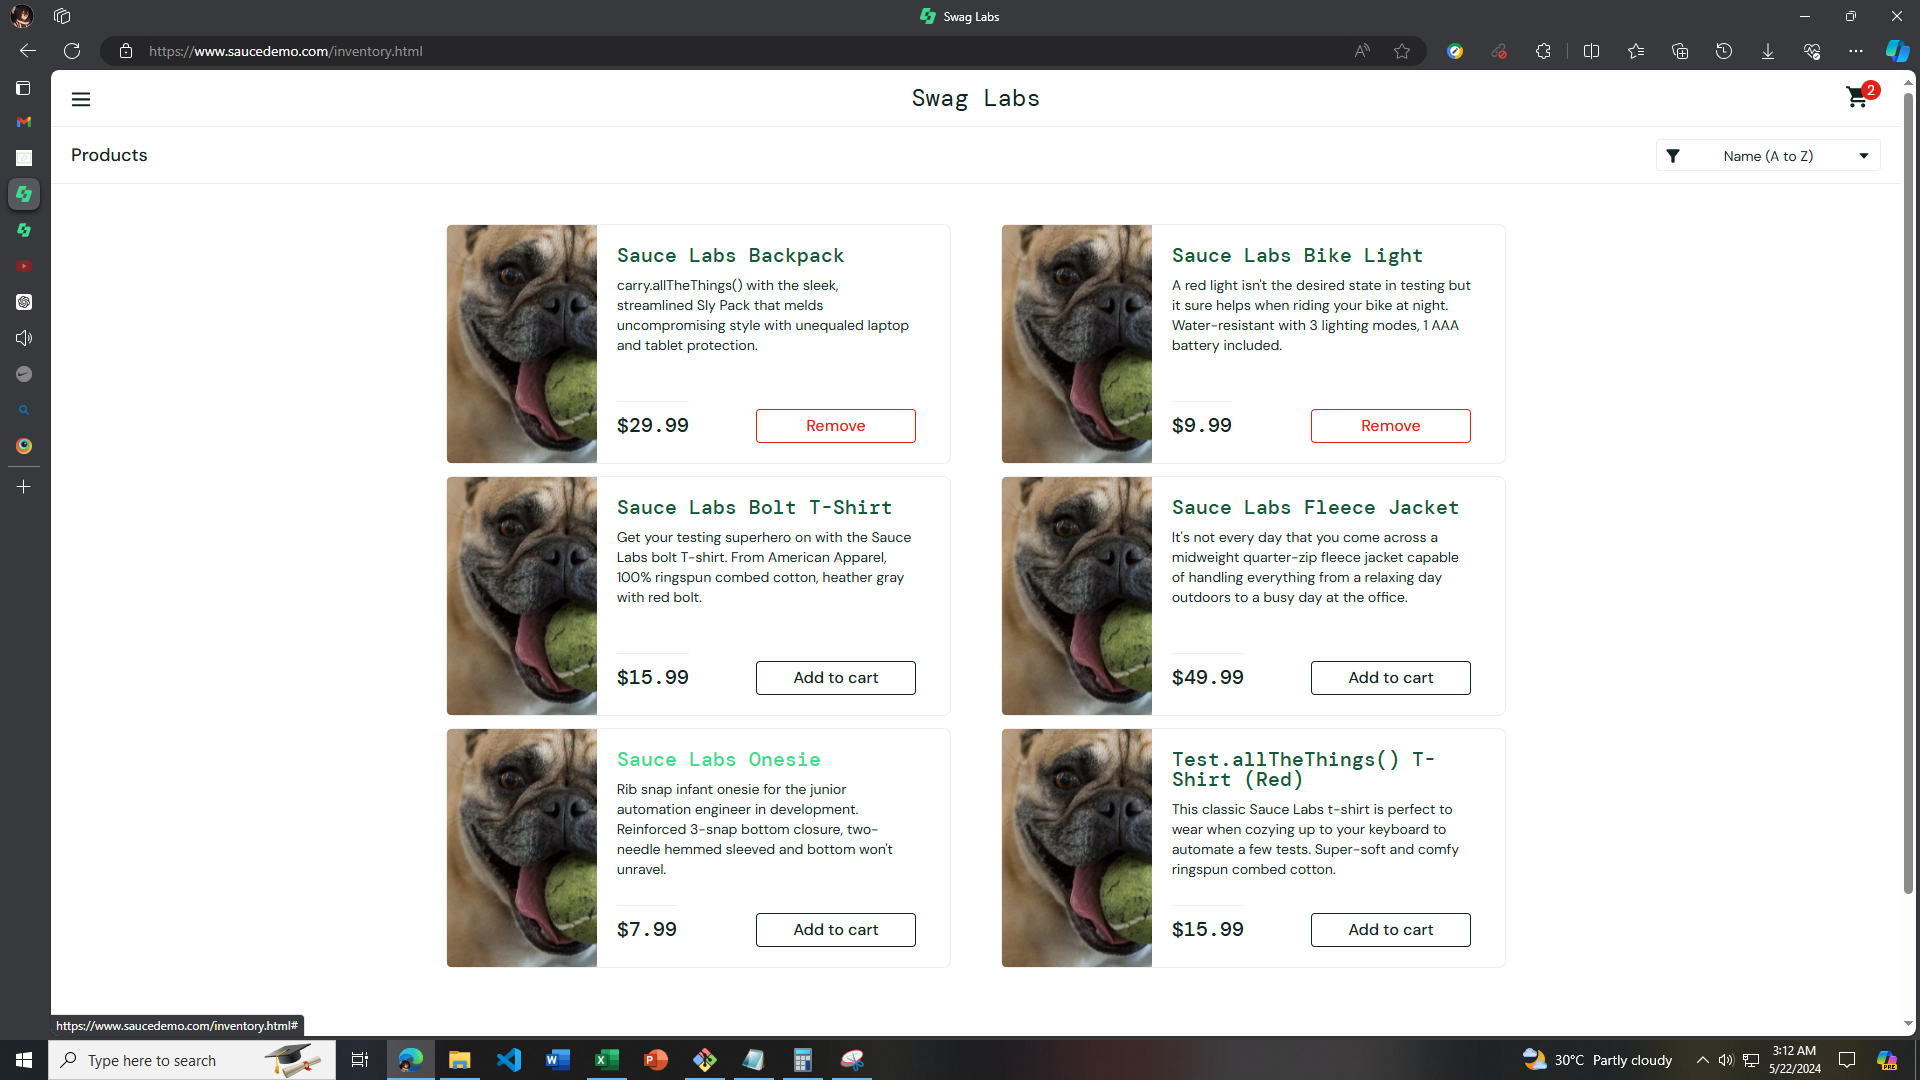 Swag Labs
https://www.saucedemo.com/inventory.html
Swag Labs
2
Products
Name (A to Z)
Sauce Labs Backpack
carry.allTheThings() with the sleek,
streamlined Sly Pack that melds
uncompromising style with unequaled laptop
and tablet protection.
$29.99
Remove
Sauce Labs Bike Light
A red light isn't the desired state in testing but
it sure helps when riding your bike at night.
Water-resistant with 3 lighting modes, 1 AAA
battery included.
$9.99
Remove
Sauce Labs Bolt T-Shirt
Get your testing superhero on with the Sauce
Labs bolt T-shirt. From American Apparel,
100% ringspun combed cotton, heather gray
with red bolt.
$15.99
Add to cart
Sauce Labs Fleece Jacket
It's not every day that you come across a
midweight quarter-zip fleece jacket capable
of handling everything from a relaxing day
outdoors to a busy day at the office.
$49.99
Add to cart
Sauce Labs Onesie
Rib snap infant onesie for the junior
automation engineer in development.
Reinforced 3-snap bottom closure, two-
needle hemmed sleeved and bottom won't
unravel.
$7.99
Add to cart
Test.allTheThings() T-
Shirt (Red)
This classic Sauce Labs t-shirt is perfect to
wear when cozying up to your keyboard to
automate a few tests. Super-soft and comfy
ringspun combed cotton.
$15.99
Add to cart
https://www.saucedemo.com/inventory.html#
Type here to search
30°C Partly cloudy
3:12 AM
5/22/2024